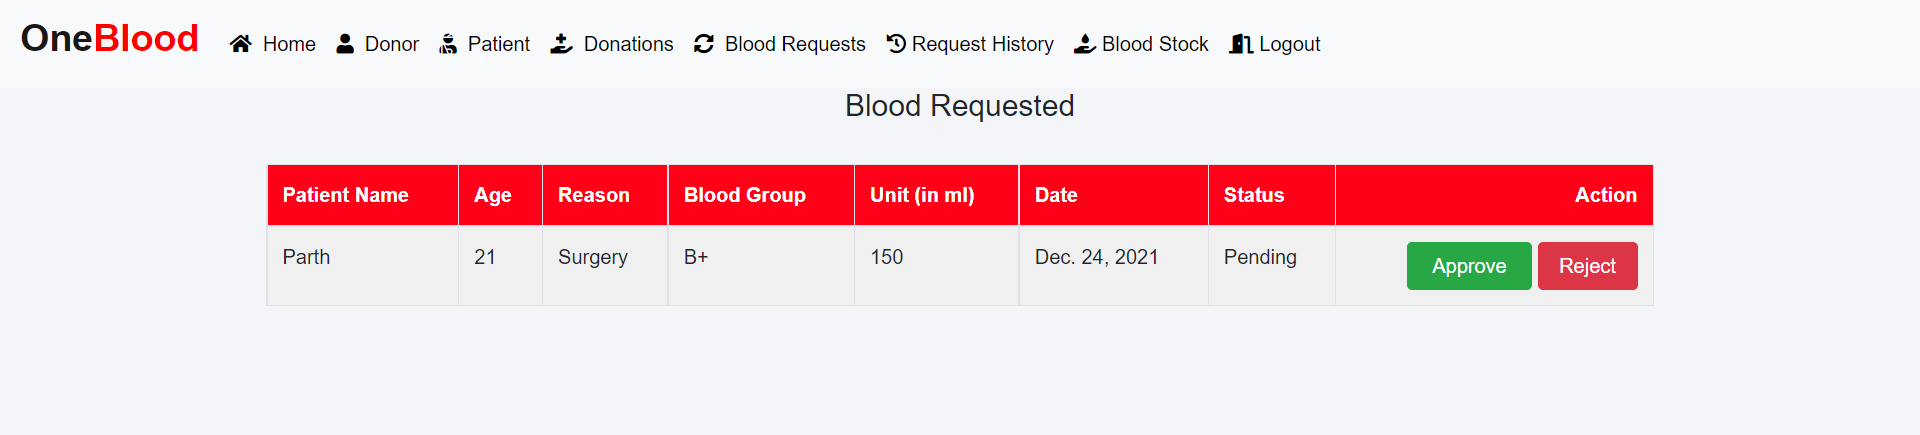 OneBlood Home Donor Patient Donations Blood Requests Request History Blood Stock Logout
Blood Requested
Patient Name Age Reason Blood Group Unit (in ml) Date Status Action
Parth 21 Surgery B+ 150 Dec. 24, 2021 Pending Approve Reject